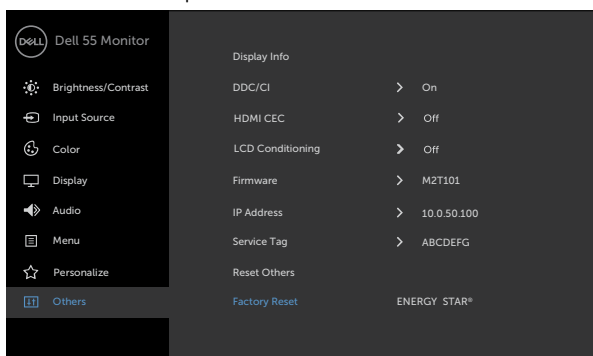 DELL Dell 55 Monitor
Display Info
Brightness/Contrast DDC/CI On
Input Source HDMI CEC Off
Color LCD Conditioning Off
Display Firmware M2T101
Audio IP Address 10.0.50.100
Menu Service Tag ABCDEFG
Personalize Reset Others
Others Factory Reset ENERGY STAR®